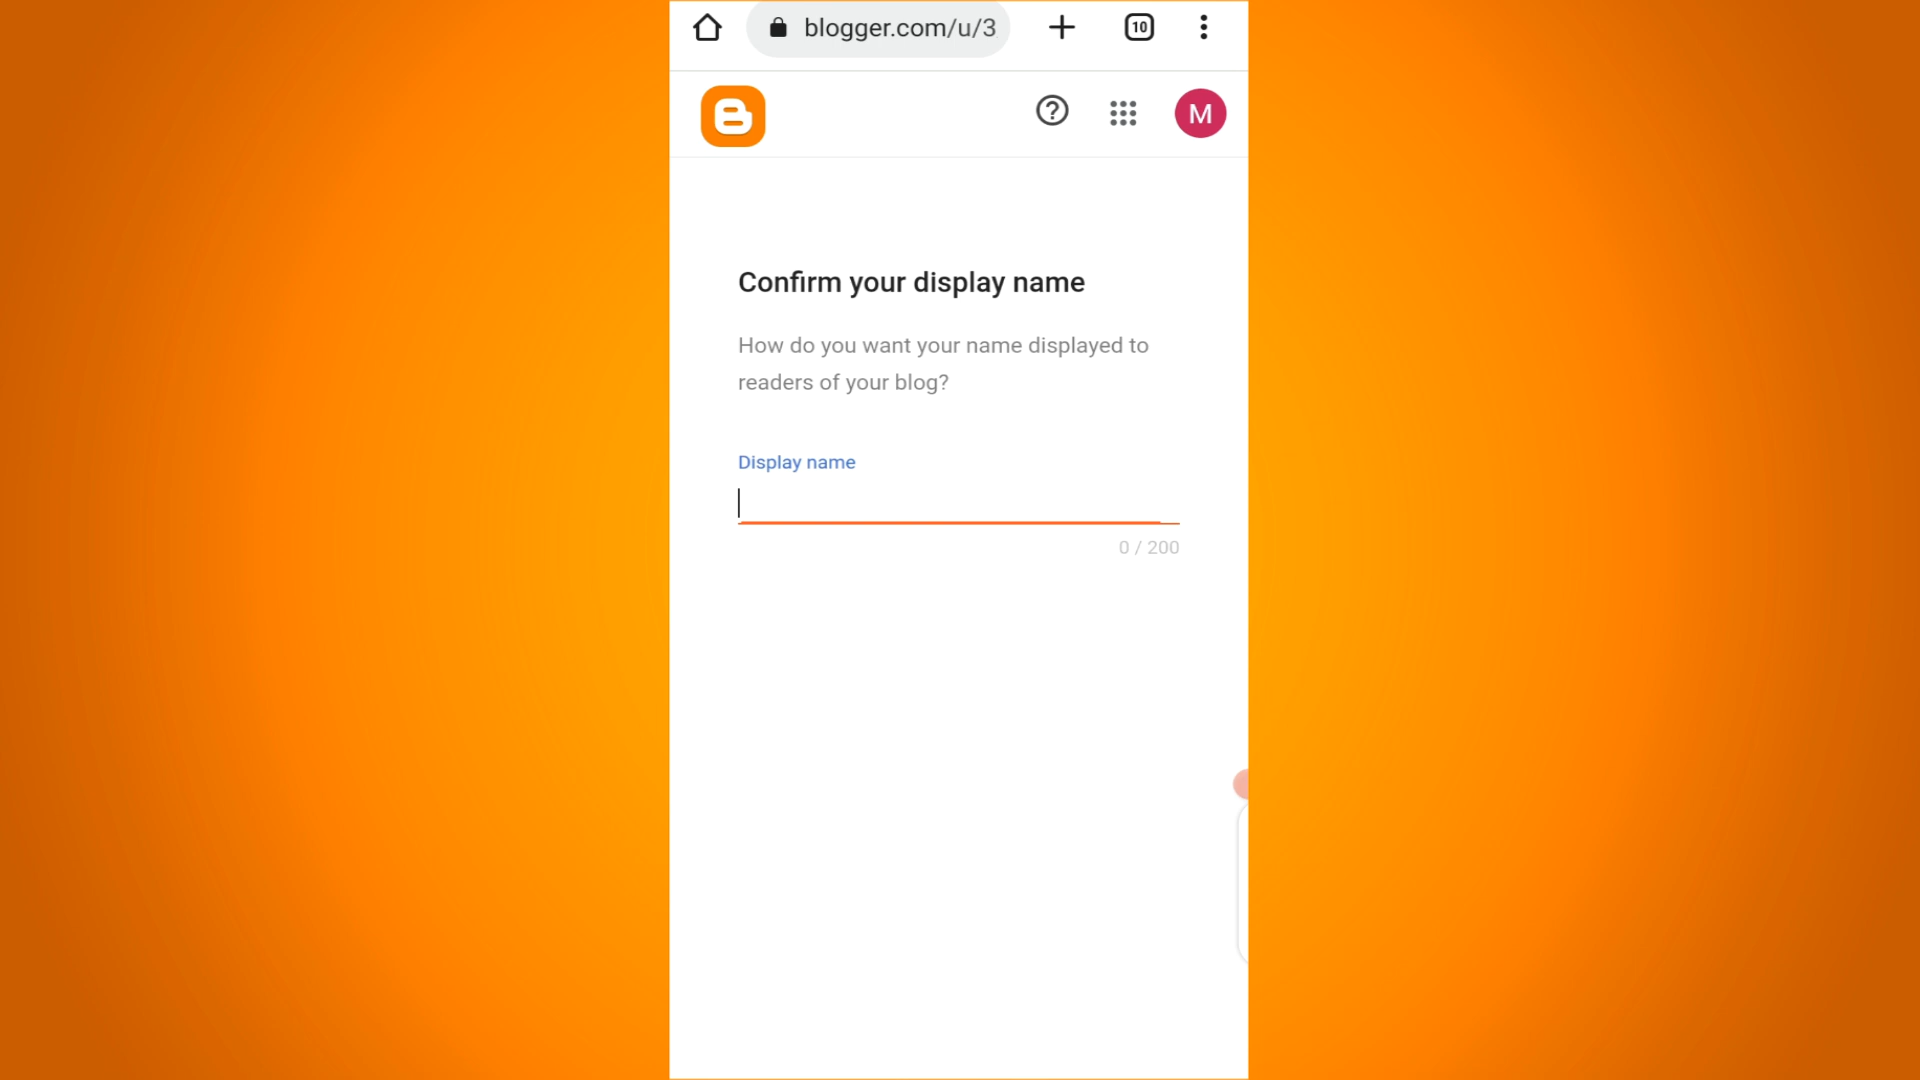 blogger.com/u/3
10
M
Confirm your display name
How do you want your name displayed to
readers of your blog?
Display name
0 / 200